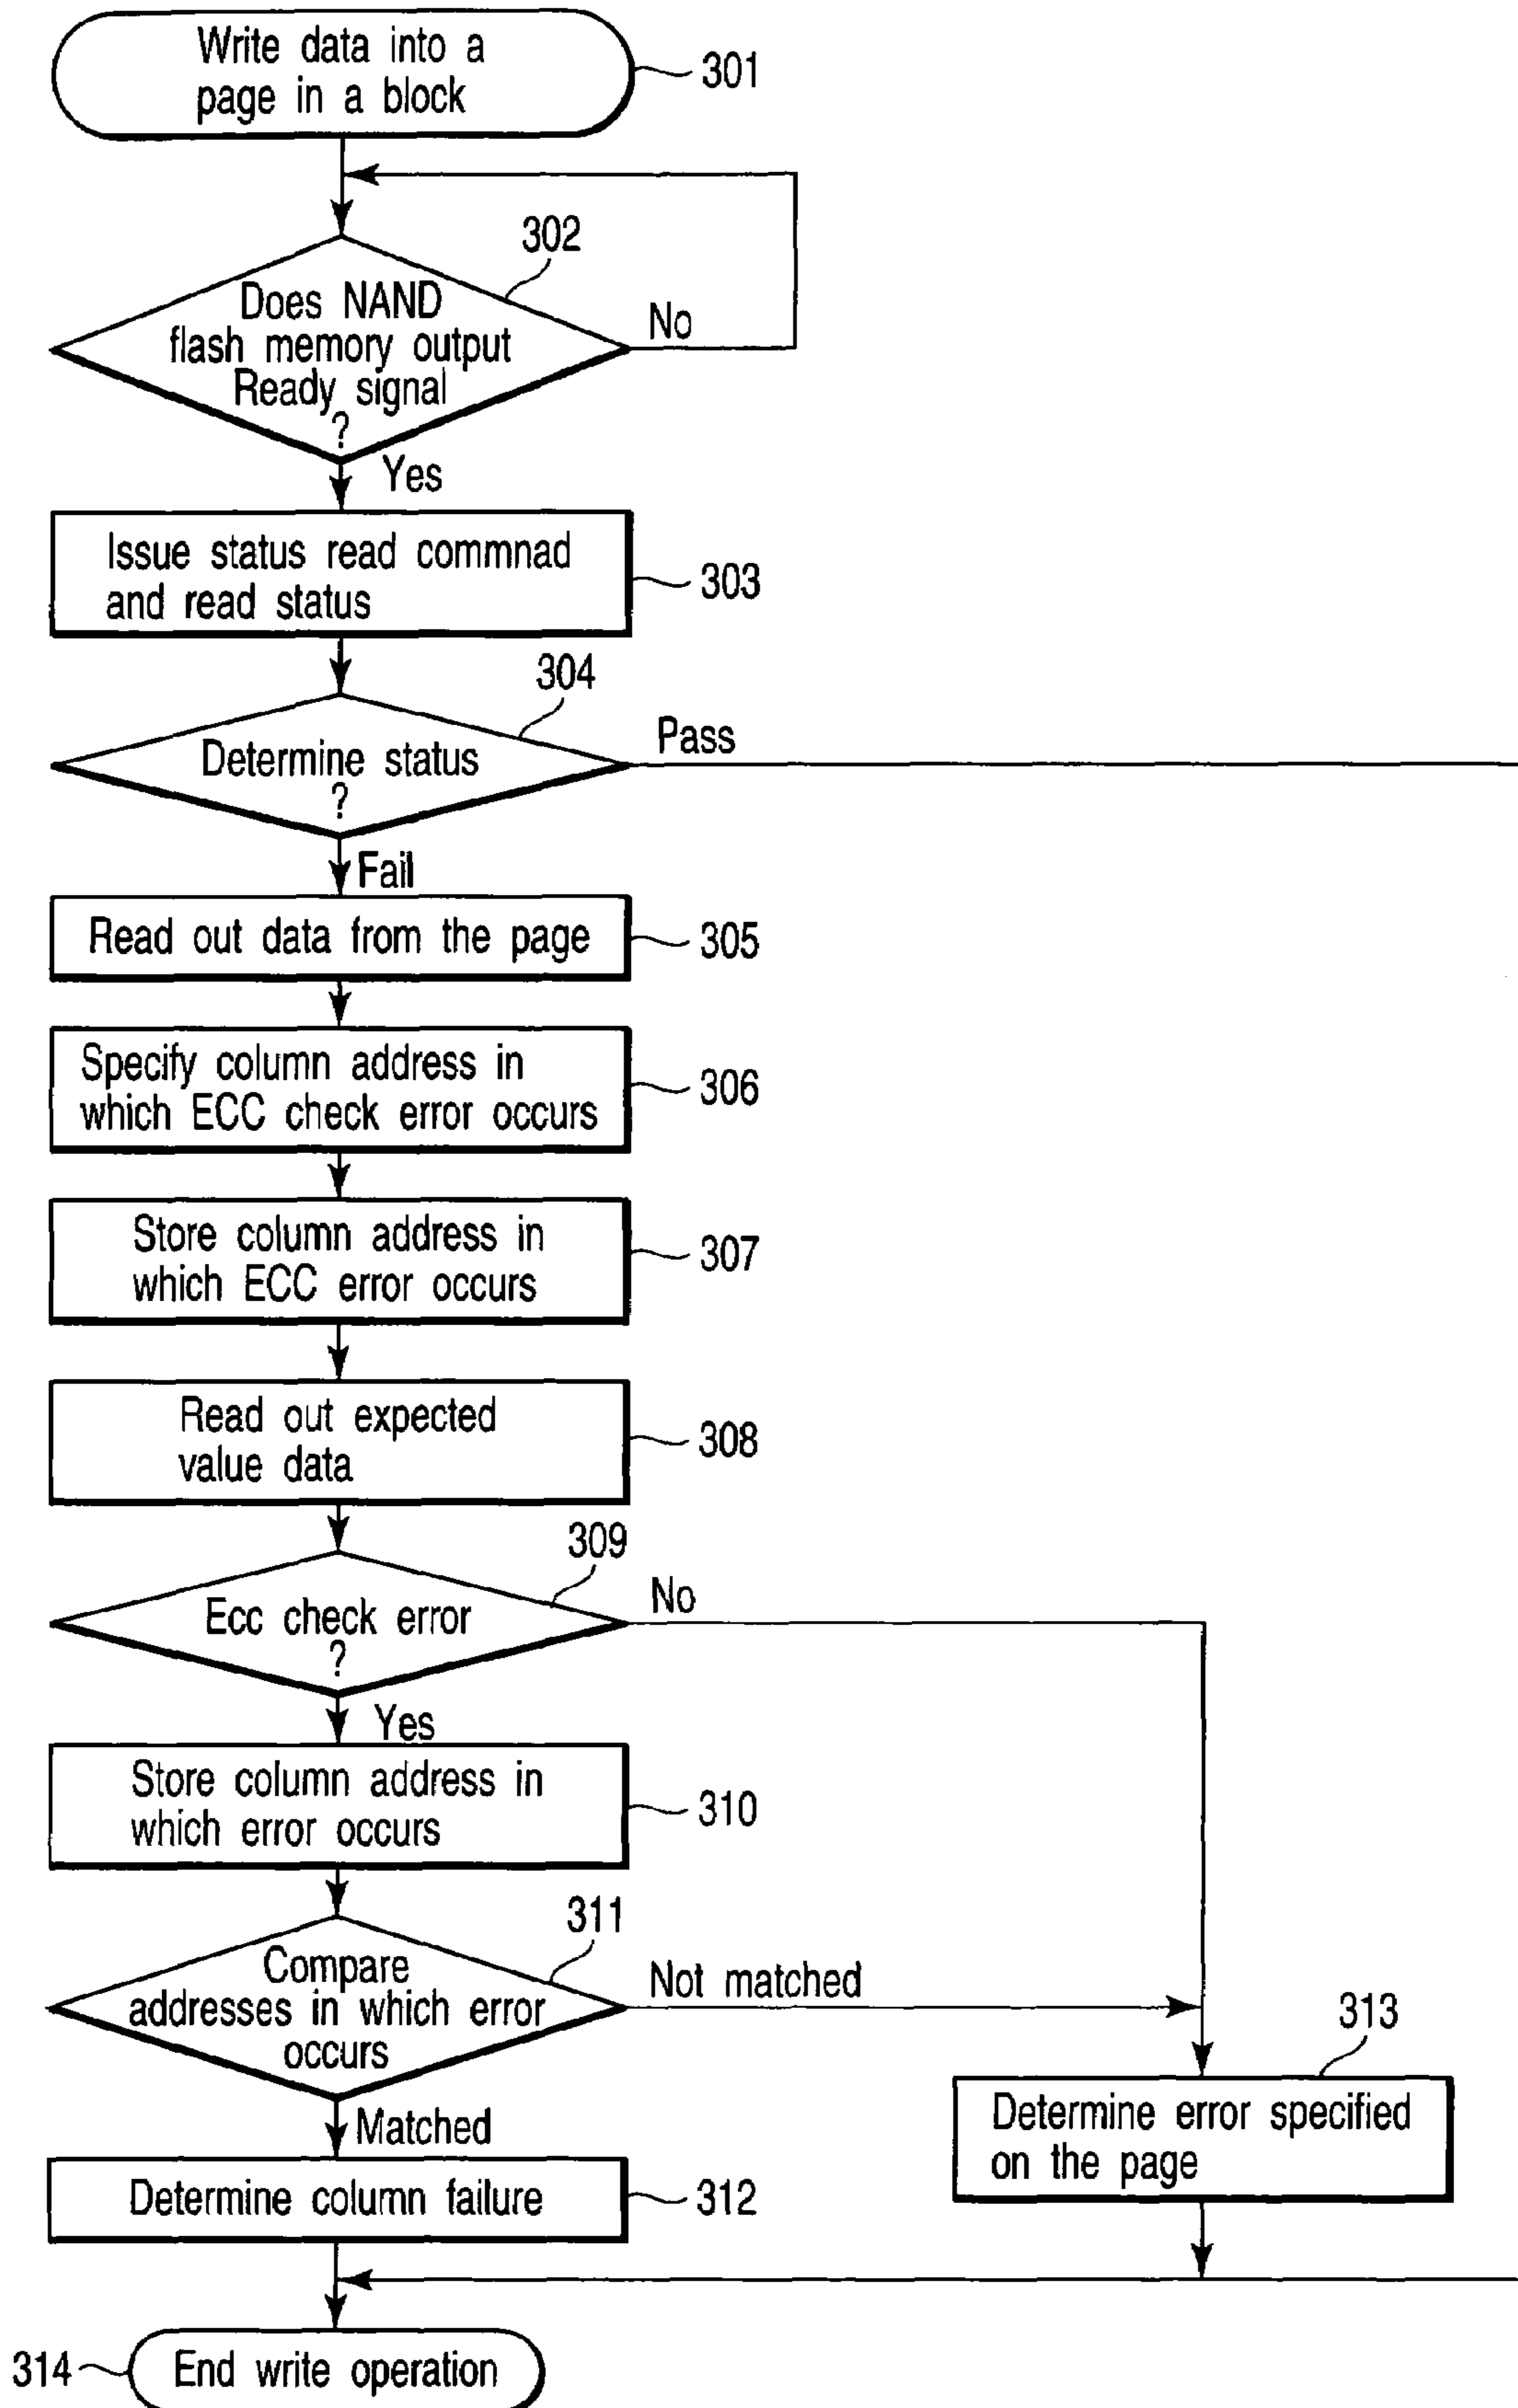 Write data into a
page in a block
301
302
Does NAND
flash memory output
Ready signal
?
No
Yes
Issue status read commnad
and read status
303
304
Determine status
?
Pass
Fail
Read out data from the page
305
Specify column address in
which ECC check error occurs
306
Store column address in
which ECC error occurs
307
Read out expected
value data
308
309
Ecc check error
?
No
Yes
Store column address in
which error occurs
310
311
Compare
addresses in which error
occurs
Not matched
Matched
313
Determine error specified
on the page
Determine column failure
312
314
End write operation